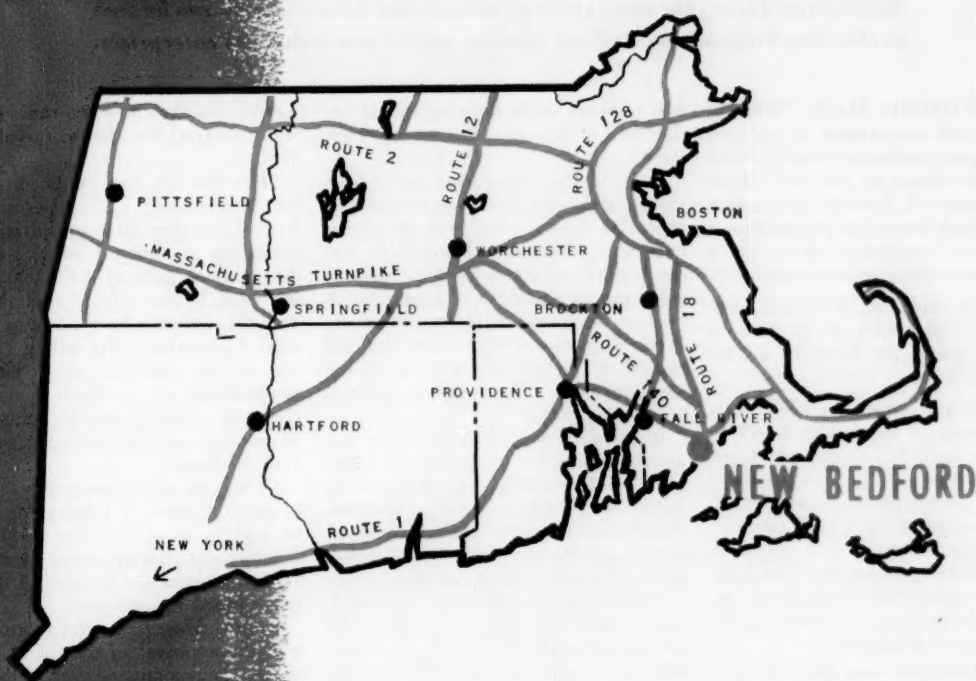 ROUTE 128
ROUTE 12
ROUTE 2
PITTSFIELD
BOSTON
WORCHESTER
MASSACHUSETTS TURNPIKE
SPRINGFIELD
BROCKTON
ROUTE 18
ROUTE 140
PROVIDENCE
FALL RIVER
HARTFORD
NEW BEDFORD
ROUTE 1
NEW YORK